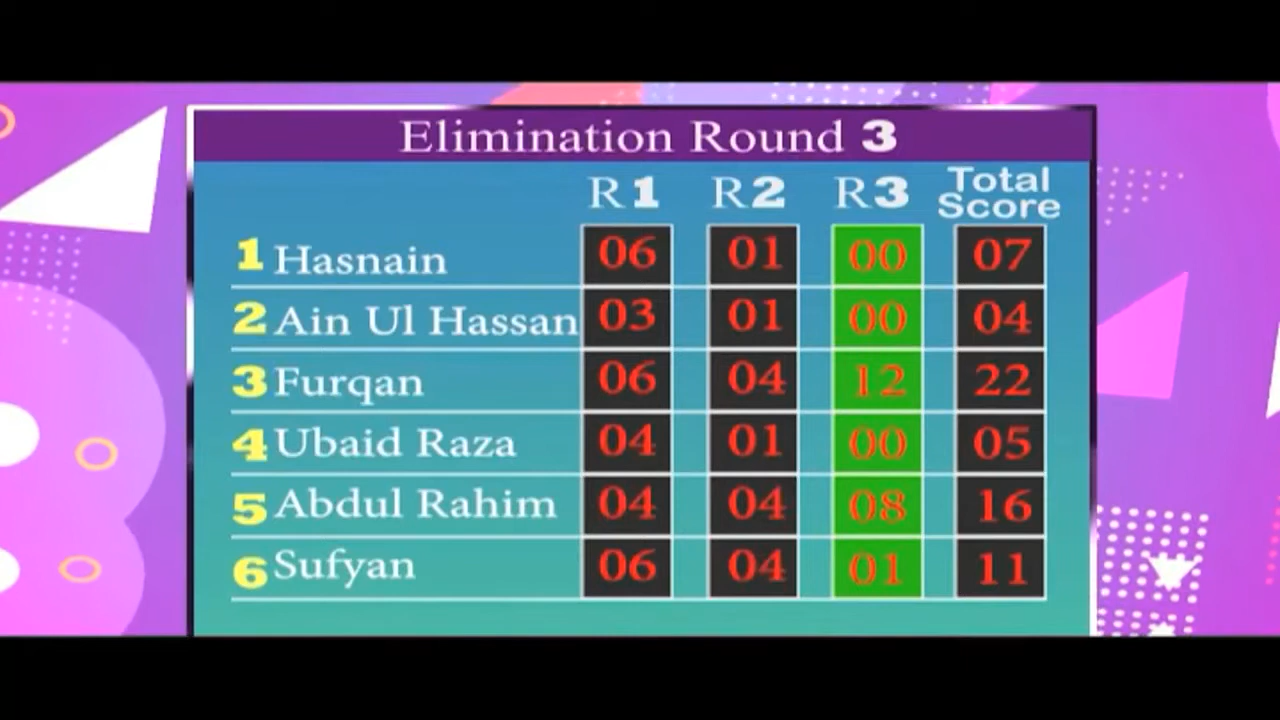 Elimination Round 3
R1 R2 R3 Total Score
1 Hasnain 06 01 00 07
2 Ain Ul Hassan 03 01 00 04
3 Furqan 06 04 12 22
4 Ubaid Raza 04 01 00 05
5 Abdul Rahim 04 04 08 16
6 Sufyan 06 04 01 11